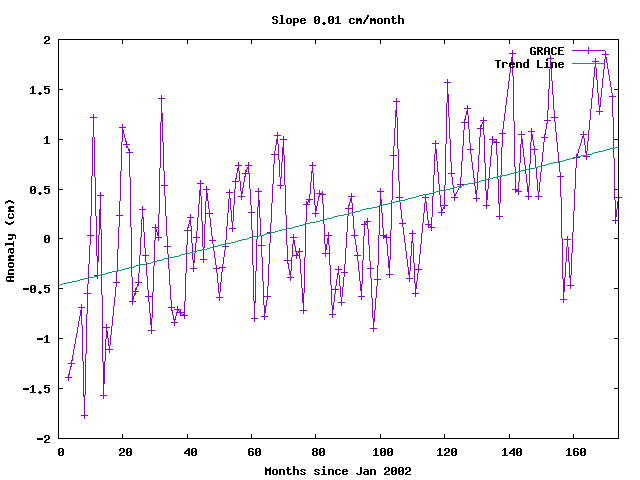 Slope 0.01 cm/month
GRACE
Trend Line
2
1.5
1
0.5
0
-0.5
-1
-1.5
-2
Anomaly (cm)
0 20 40 60 80 100 120 140 160
Months since Jan 2002